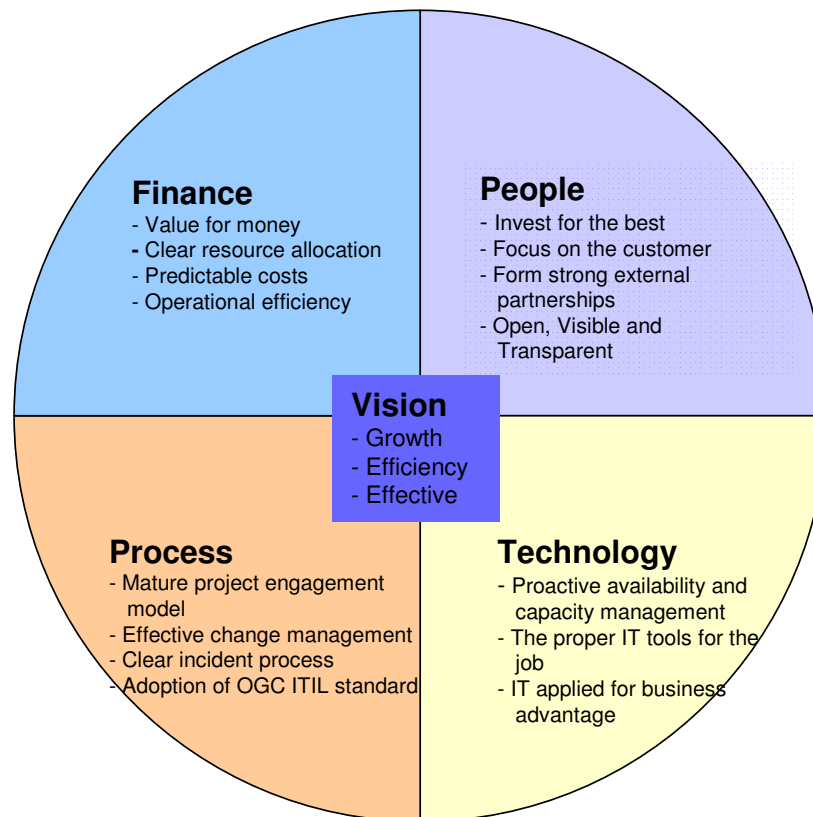 Finance
- Value for money
- Clear resource allocation
- Predictable costs
- Operational efficiency
People
- Invest for the best
- Focus on the customer
- Form strong external
partnerships
- Open, Visible and
Transparent
Vision
- Growth
- Efficiency
- Effective
Process
- Mature project engagement
model
- Effective change management
- Clear incident process
- Adoption of OGC ITIL standard
Technology
- Proactive availability and
capacity management
- The proper IT tools for the
job
- IT applied for business
advantage